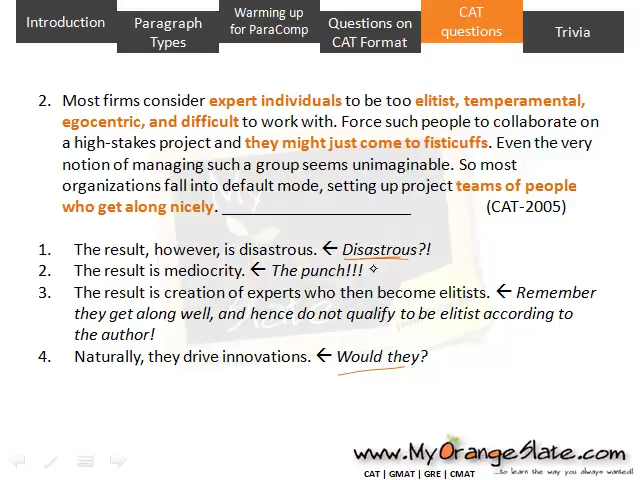 Introduction
Paragraph
Types
Warming up
for ParaComp
Questions on
CAT Format
CAT
questions
Trivia
2. Most firms consider expert individuals to be too elitist, temperamental,
egocentric, and difficult to work with. Force such people to collaborate on
a high-stakes project and they might just come to fisticuffs. Even the very
notion of managing such a group seems unimaginable. So most
organizations fall into default mode, setting up project teams of people
who get along nicely. ______________________ (CAT-2005)
1. The result, however, is disastrous. ← Disastrous?!
2. The result is mediocrity. ← The punch!!!
3. The result is creation of experts who then become elitists. ← Remember
they get along well, and hence do not qualify to be elitist according to
the author!
4. Naturally, they drive innovations. ← Would they?
www.MyOrangeSlate.com
CAT | GMAT | GRE | CMAT ...to learn the way you always wanted!